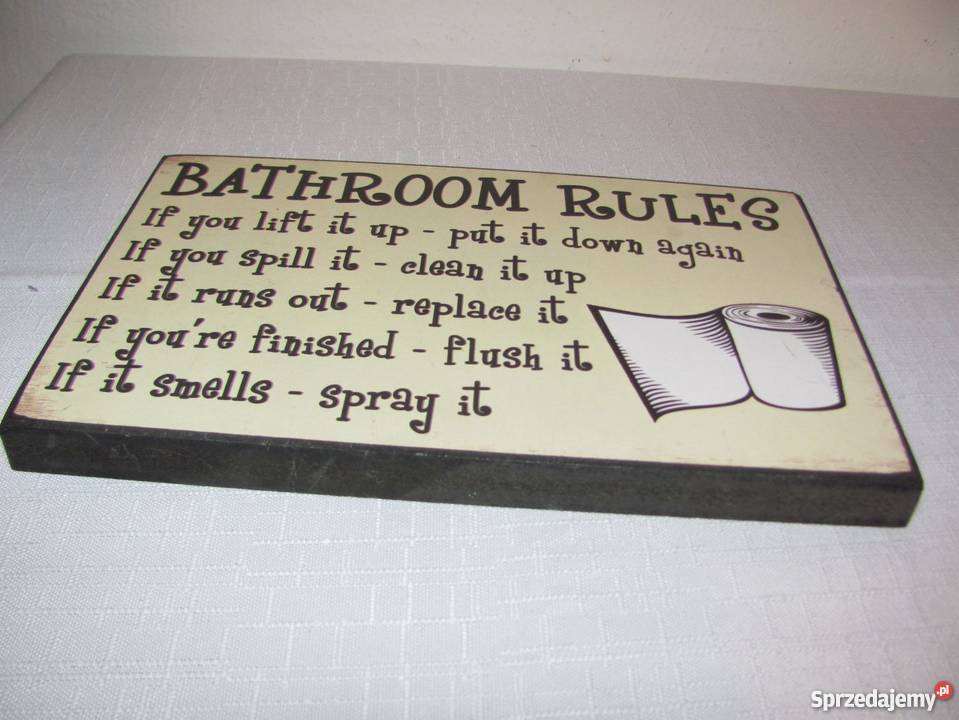 BATHROOM RULES
If you lift it up - put it down again
If you spill it - clean it up
If it runs out - replace it
If you're finished - flush it
If it smells - spray it
Sprzedajemy.pl